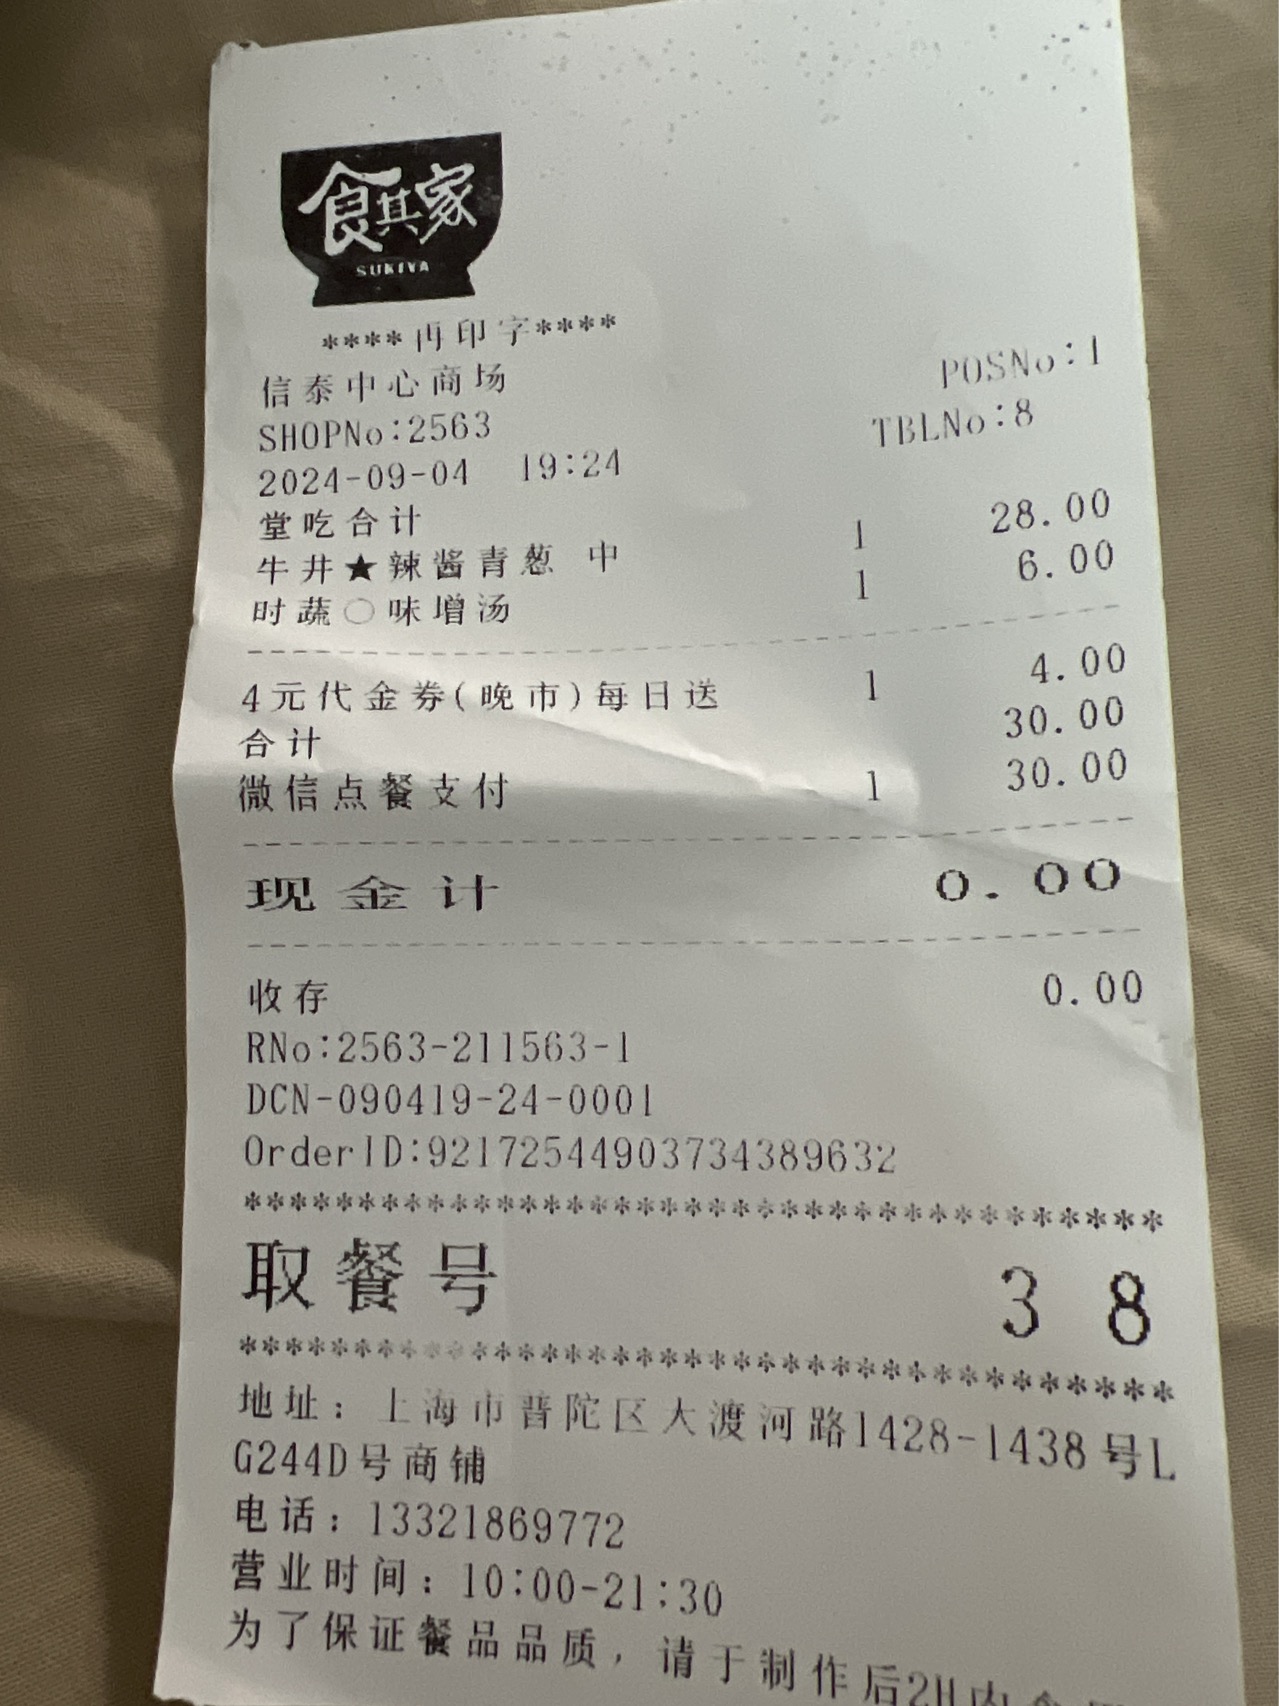 食其家
SUKIYA
****再印字****
信泰中心商场 POSNo:1
SHOPNo:2563 TBLNo:8
2024-09-04 19:24
堂吃合计
牛井★辣酱青葱 中 1 28.00
时蔬○味增汤 1 6.00
4元代金券(晚市)每日送 1 4.00
合计 30.00
微信点餐支付 1 30.00
现金计 0.00
收存 0.00
RNo:2563-211563-1
DCN-090419-24-0001
OrderID:92172544903734389632
****************************************
取餐号 38
****************************************
地址：上海市普陀区大渡河路1428-1438号L
G244D号商铺
电话：13321869772
营业时间：10:00-21:30
为了保证餐品品质，请于制作后2H内